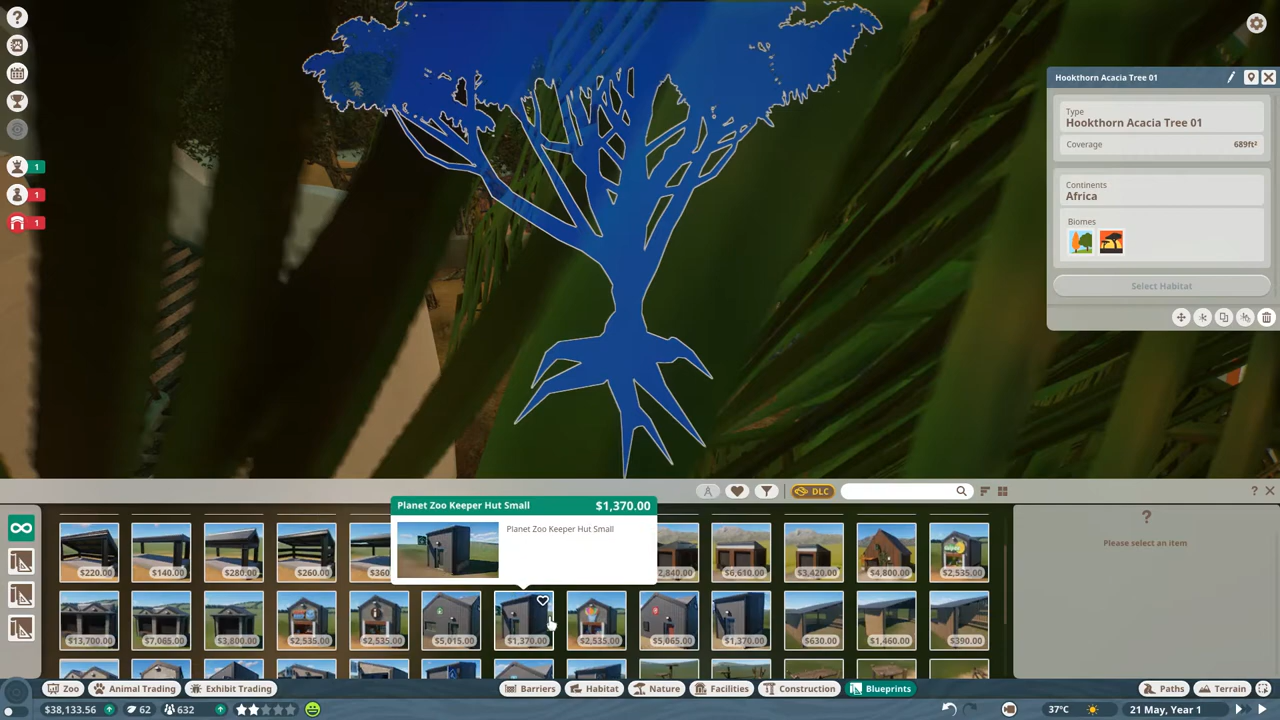 Hookthorn Acacia Tree 01
Type
Hookthorn Acacia Tree 01
Coverage 689ft²
Continents
Africa
Biomes
Select Habitat
1
1
1
DLC
Planet Zoo Keeper Hut Small $1,370.00
Planet Zoo Keeper Hut Small
Please select an item
$220.00 $140.00 $280.00 $260.00 $360 2,840.00 $6,610.00 $3,420.00 $4,800.00 $2,535.00
$13,700.00 $7,065.00 $3,800.00 $2,535.00 $2,535.00 $5,015.00 $1,370.00 $2,535.00 $5,065.00 $1,370.00 $630.00 $1,460.00 $390.00
Zoo Animal Trading Exhibit Trading Barriers Habitat Nature Facilities Construction Blueprints Paths Terrain
$38,133.56 62 632 37°C 21 May, Year 1